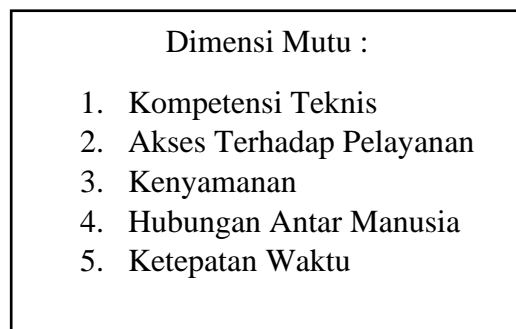 Dimensi Mutu :
1. Kompetensi Teknis
2. Akses Terhadap Pelayanan
3. Kenyamanan
4. Hubungan Antar Manusia
5. Ketepatan Waktu